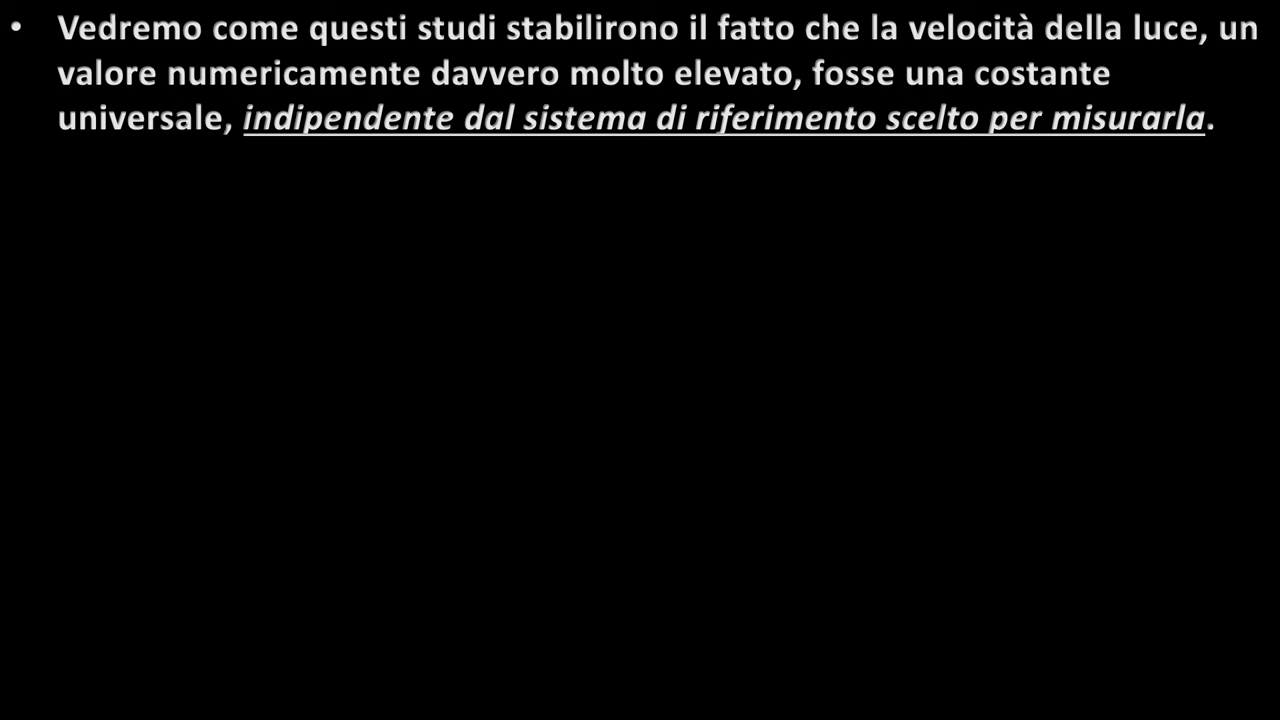 • Vedremo come questi studi stabilirono il fatto che la velocità della luce, un
valore numericamente davvero molto elevato, fosse una costante
universale, indipendente dal sistema di riferimento scelto per misurarla.